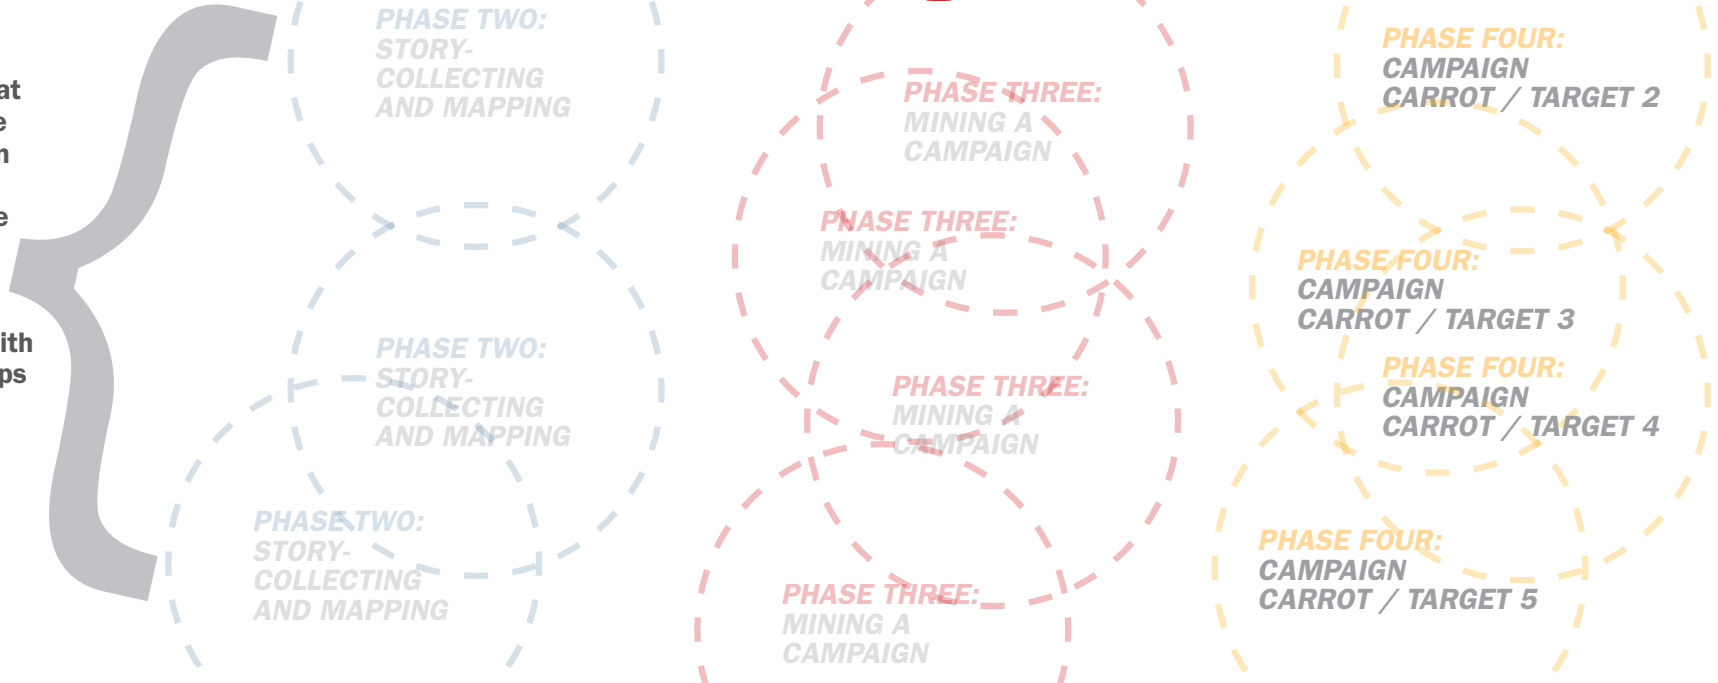 at
e
n
e
ith
ps
PHASE TWO:
STORY-
COLLECTING
AND MAPPING
PHASE TWO:
STORY-
COLLECTING
AND MAPPING
PHASE TWO:
STORY-
COLLECTING
AND MAPPING
PHASE THREE:
MINING A
CAMPAIGN
PHASE THREE:
MINING A
CAMPAIGN
PHASE THREE:
MINING A
CAMPAIGN
PHASE THREE:
MINING A
CAMPAIGN
PHASE FOUR:
CAMPAIGN
CARROT / TARGET 2
PHASE FOUR:
CAMPAIGN
CARROT / TARGET 3
PHASE FOUR:
CAMPAIGN
CARROT / TARGET 4
PHASE FOUR:
CAMPAIGN
CARROT / TARGET 5